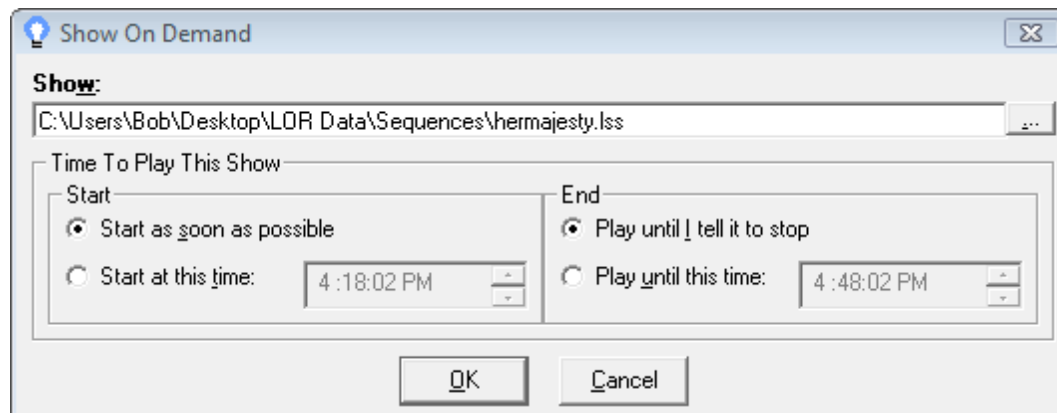 Show On Demand
Show:
C:\Users\Bob\Desktop\LOR Data\Sequences\hermajesty.lss
...
Time To Play This Show
Start
Start as soon as possible
Start at this time:
4 :18:02 PM
End
Play until I tell it to stop
Play until this time:
4 :48:02 PM
OK
Cancel